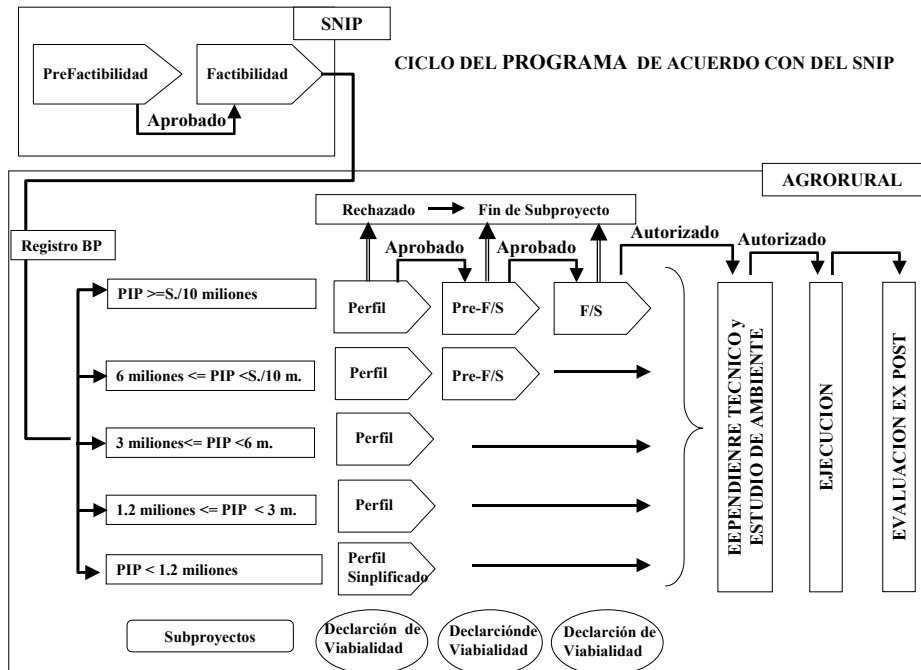 SNIP
PreFactibilidad
Factibilidad
Aprobado
CICLO DEL PROGRAMA DE ACUERDO CON DEL SNIP
AGRORURAL
Rechazado
Fin de Subproyecto
Registro BP
Aprobado
Aprobado
Autorizado
Autorizado
PIP >=S./10 miliones
Perfil
Pre-F/S
F/S
6 miliones <= PIP <S./10 m.
Perfil
Pre-F/S
3 miliones<= PIP <6 m.
Perfil
1.2 miliones <= PIP < 3 m.
Perfil
PIP < 1.2 miliones
Perfil
Sinplificado
EEPENDIENRE TECNICO y
ESTUDIO DE AMBIENTE
EJECUCION
EVALUACION EX POST
Subproyectos
Declarción de
Viabialidad
Declarciónde
Viabialidad
Declarción de
Viabialidad